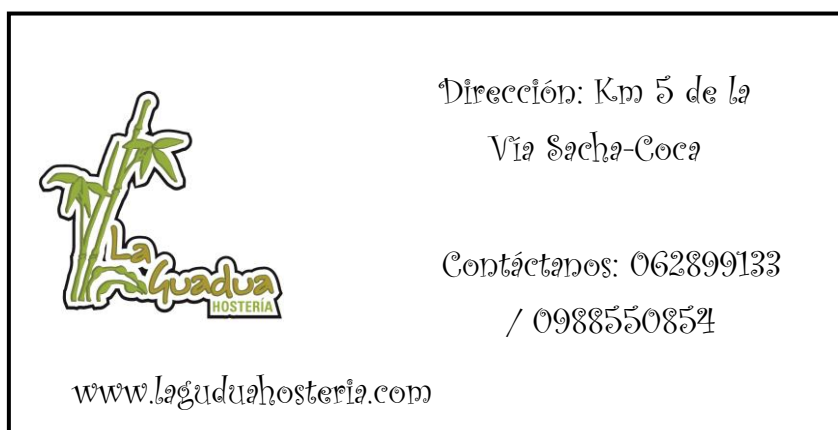 La
Guadua
HOSTERÍA
Dirección: Km 5 de la
Vía Sacha-Coca
Contáctanos: 062899133
/ 0988550854
www.laguduahosteria.com